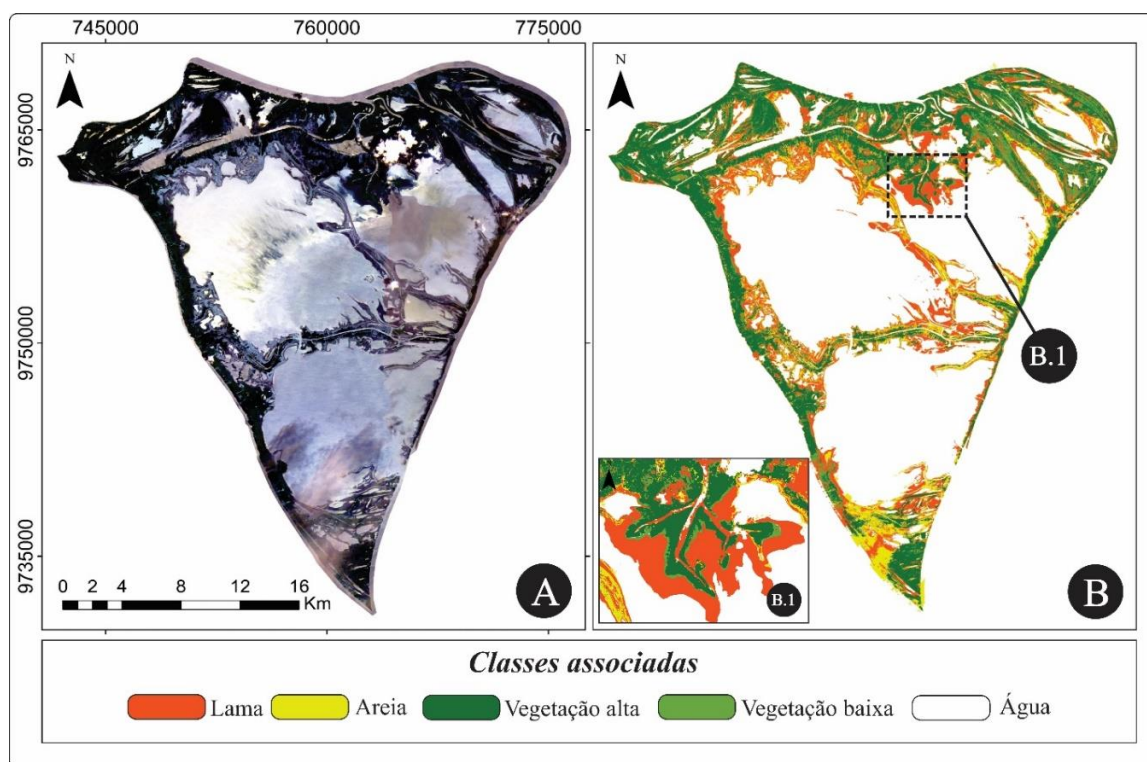 745000 760000 775000
N
N
9765000
9750000
9735000
B.1
0 2 4 8 12 16
Km
A
B.1
B
Classes associadas
Lama Areia Vegetação alta Vegetação baixa Água